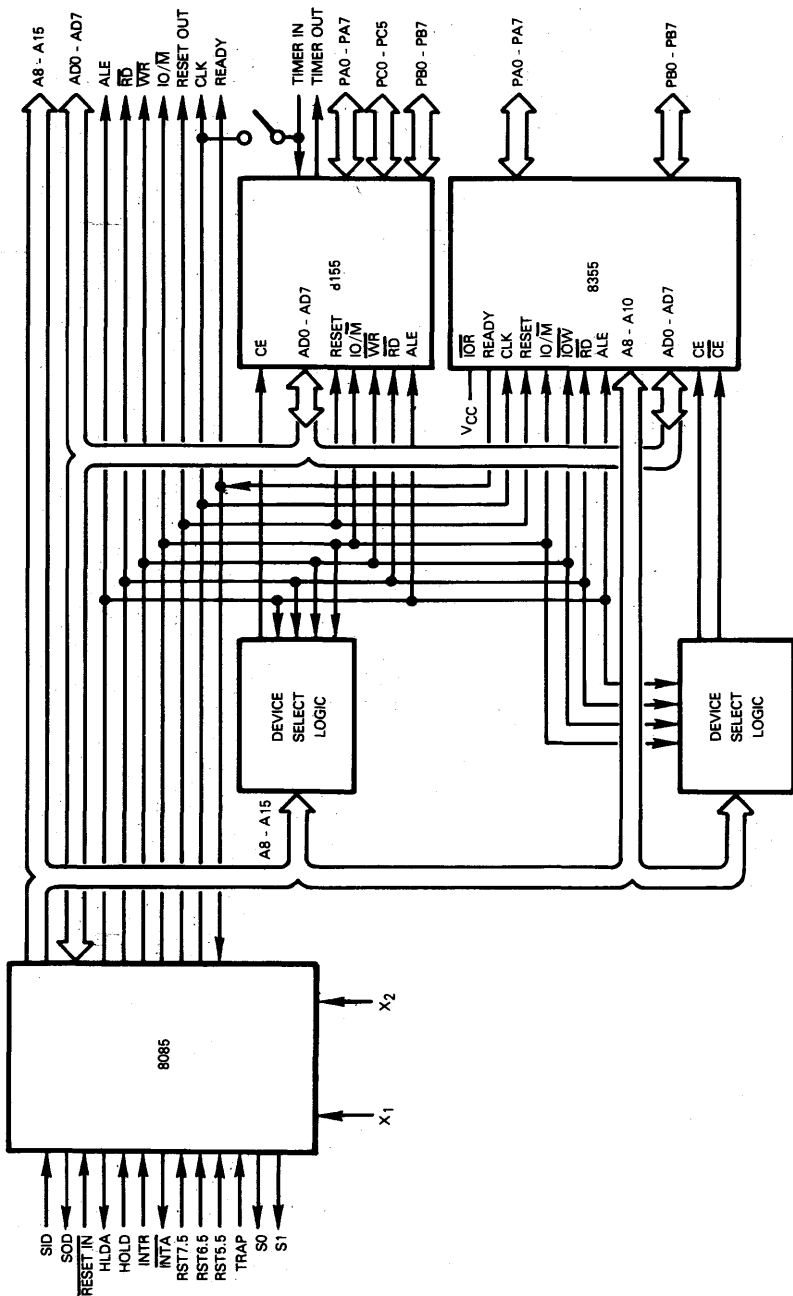 A8 - A15
AD0 - AD7
ALE
RD
WR
IO/M
RESET OUT
CLK
READY
TIMER IN
TIMER OUT
PA0 - PA7
PC0 - PC5
PB0 - PB7
PA0 - PA7
PB0 - PB7
CE
AD0 - AD7
RESET
IO/M
WR
RD
ALE
8155
VCC
IOR
READY
CLK
RESET
IO/M
IOW
RD
ALE
A8 - A10
AD0 - AD7
CE
CE
8355
A8 - A15
DEVICE
SELECT
LOGIC
DEVICE
SELECT
LOGIC
8085
X1
X2
SID
SOD
RESET IN
HLDA
HOLD
INTR
INTA
RST7.5
RST6.5
RST5.5
TRAP
S0
S1